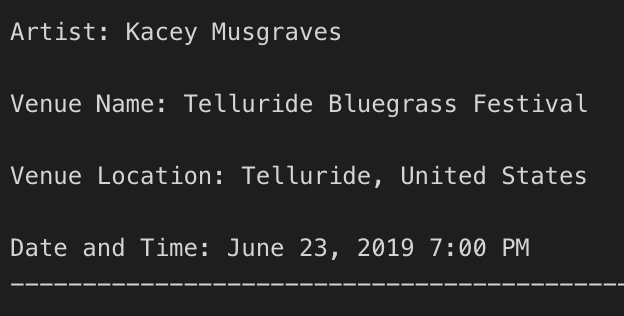 Artist: Kacey Musgraves
Venue Name: Telluride Bluegrass Festival
Venue Location: Telluride, United States
Date and Time: June 23, 2019 7:00 PM
-------------------------------------------